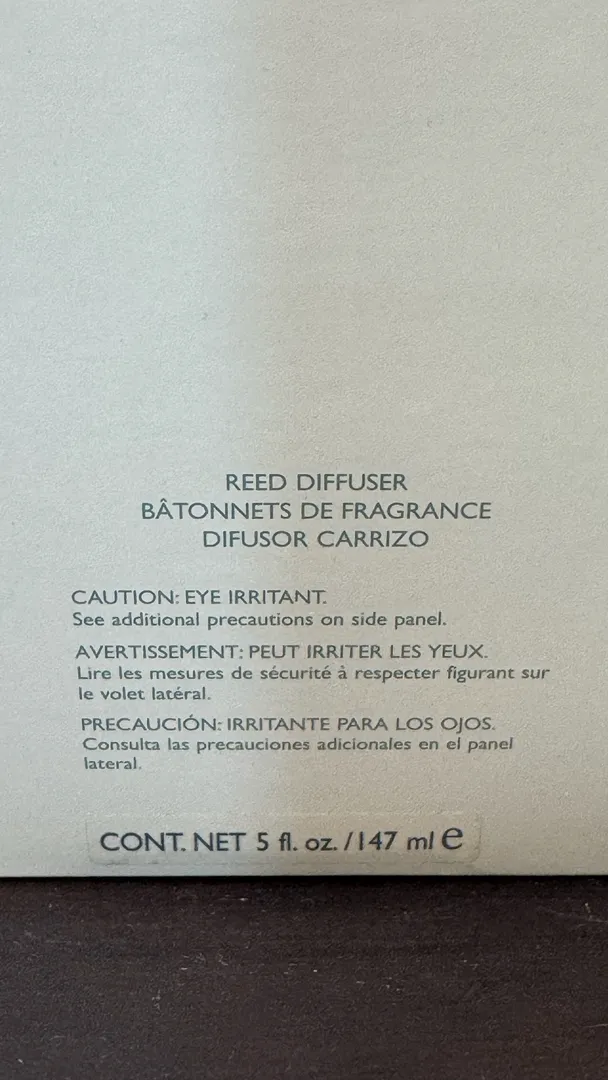 REED DIFFUSER
BÂTONNETS DE FRAGRANCE
DIFUSOR CARRIZO
CAUTION: EYE IRRITANT.
See additional precautions on side panel.
AVERTISSEMENT: PEUT IRRITER LES YEUX.
Lire les mesures de sécurité à respecter figurant sur
le volet latéral.
PRECAUCIÓN: IRRITANTE PARA LOS OJOS.
Consulta las precauciones adicionales en el panel
lateral.
CONT. NET 5 fl. oz. / 147 ml e